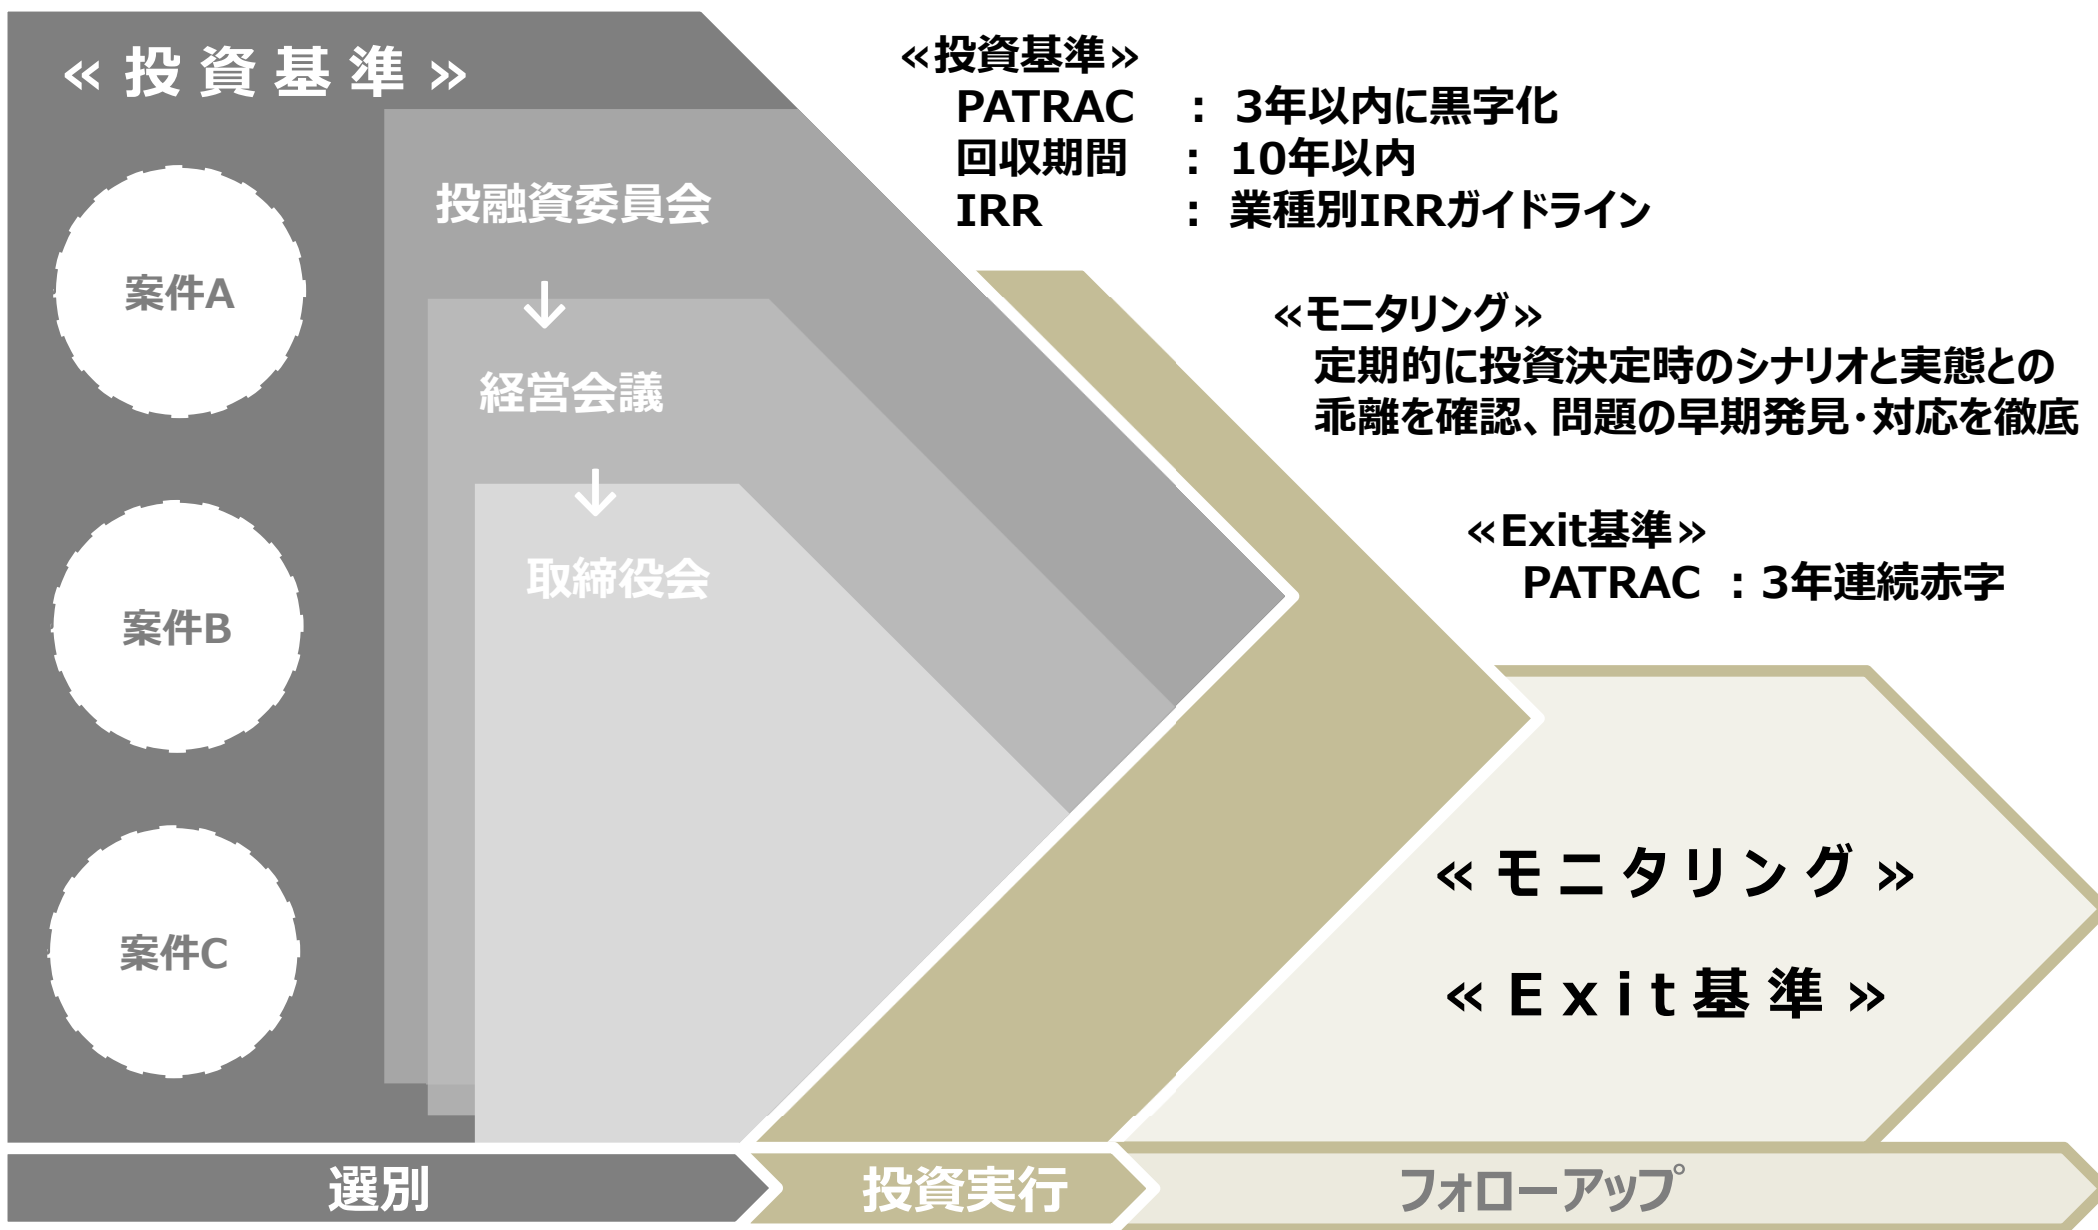 «投資基準»
案件A
案件B
案件C
投融資委員会
↓
経営会議
↓
取締役会
«投資基準»
PATRAC : 3年以内に黒字化
回収期間 : 10年以内
IRR : 業種別IRRガイドライン
«モニタリング»
定期的に投資決定時のシナリオと実態との
乖離を確認、問題の早期発見・対応を徹底
«Exit基準»
PATRAC : 3年連続赤字
«モニタリング»
«Exit基準»
選別
投資実行
フォローアップ